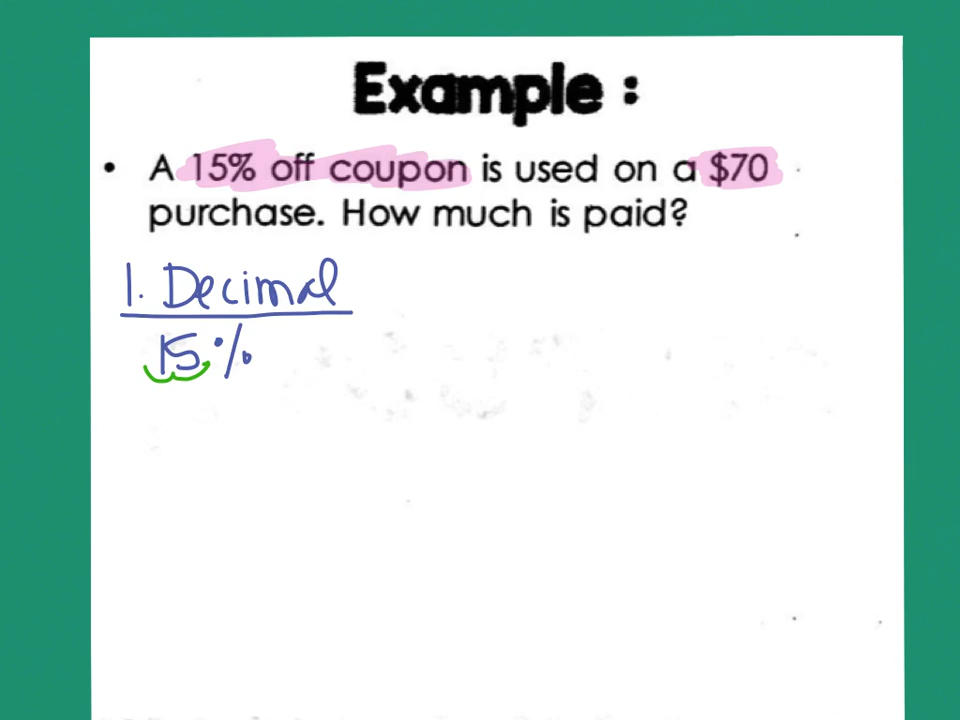 Example :
• A 15% off coupon is used on a $70
purchase. How much is paid?
1. Decimal
15%